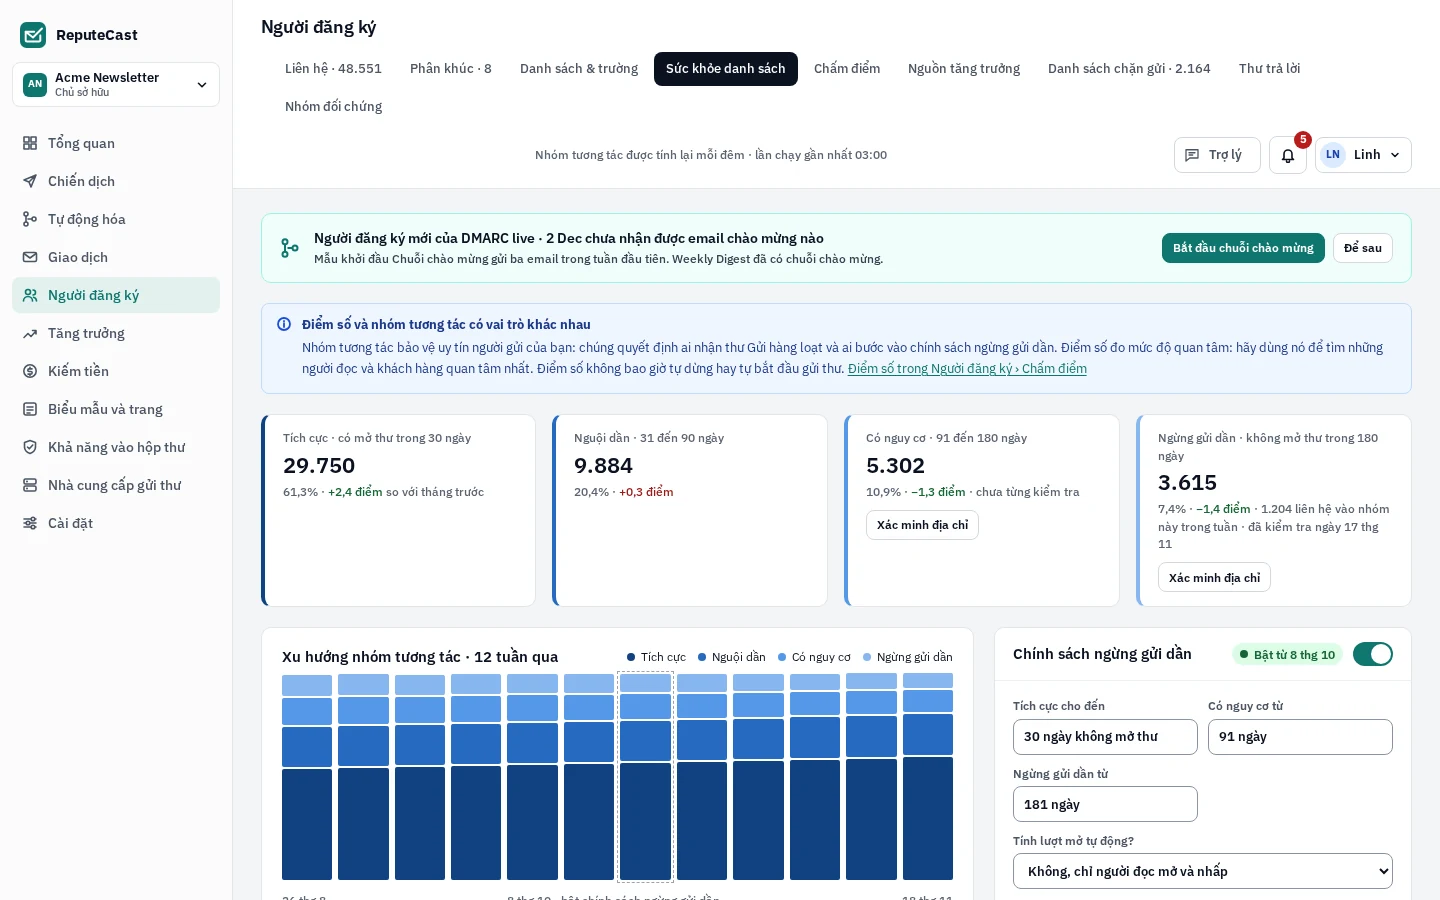 ReputeCast
AN
Acme Newsletter
Chủ sở hữu
Tổng quan
Chiến dịch
Tự động hóa
Giao dịch
Người đăng ký
Tăng trưởng
Kiếm tiền
Biểu mẫu và trang
Khả năng vào hộp thư
Nhà cung cấp gửi thư
Cài đặt
Người đăng ký
Liên hệ · 48.551
Phân khúc · 8
Danh sách & trường
Sức khỏe danh sách
Chấm điểm
Nguồn tăng trưởng
Danh sách chặn gửi · 2.164
Thư trả lời
Nhóm đối chứng
Nhóm tương tác được tính lại mỗi đêm · lần chạy gần nhất 03:00
Trợ lý
5
LN
Linh
Người đăng ký mới của DMARC live · 2 Dec chưa nhận được email chào mừng nào
Mẫu khởi đầu Chuỗi chào mừng gửi ba email trong tuần đầu tiên. Weekly Digest đã có chuỗi chào mừng.
Bắt đầu chuỗi chào mừng
Để sau
Điểm số và nhóm tương tác có vai trò khác nhau
Nhóm tương tác bảo vệ uy tín người gửi của bạn: chúng quyết định ai nhận thư Gửi hàng loạt và ai bước vào chính sách ngừng gửi dần. Điểm số đo mức độ quan tâm: hãy dùng nó để tìm những
người đọc và khách hàng quan tâm nhất. Điểm số không bao giờ tự dừng hay tự bắt đầu gửi thư. Điểm số trong Người đăng ký › Chấm điểm
Tích cực · có mở thư trong 30 ngày
29.750
61,3% · +2,4 điểm so với tháng trước
Nguội dần · 31 đến 90 ngày
9.884
20,4% · +0,3 điểm
Có nguy cơ · 91 đến 180 ngày
5.302
10,9% · −1,3 điểm · chưa từng kiểm tra
Xác minh địa chỉ
Ngừng gửi dần · không mở thư trong 180
ngày
3.615
7,4% · −1,4 điểm · 1.204 liên hệ vào nhóm
này trong tuần · đã kiểm tra ngày 17 thg
11
Xác minh địa chỉ
Xu hướng nhóm tương tác · 12 tuần qua
Tích cực
Nguội dần
Có nguy cơ
Ngừng gửi dần
Chính sách ngừng gửi dần
Bật từ 8 thg 10
Tích cực cho đến
30 ngày không mở thư
Có nguy cơ từ
91 ngày
Ngừng gửi dần từ
181 ngày
Tính lượt mở tự động?
Không, chỉ người đọc mở và nhấp